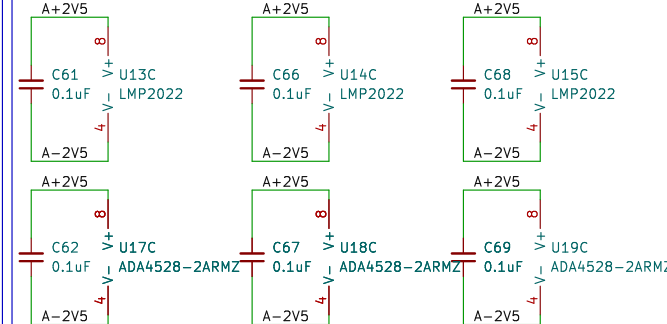 A+2V5 A+2V5 A+2V5
8 8 8
V+ V+ V+
C61 U13C C66 U14C C68 U15C
0.1uF LMP2022 0.1uF LMP2022 0.1uF LMP2022
V- V- V-
4 4 4
A-2V5 A-2V5 A-2V5
A+2V5 A+2V5 A+2V5
8 8 8
V+ V+ V+
C62 U17C C67 U18C C69 U19C
0.1uF ADA4528-2ARMZ 0.1uF ADA4528-2ARMZ 0.1uF ADA4528-2ARMZ
V- V- V-
4 4 4
A-2V5 A-2V5 A-2V5